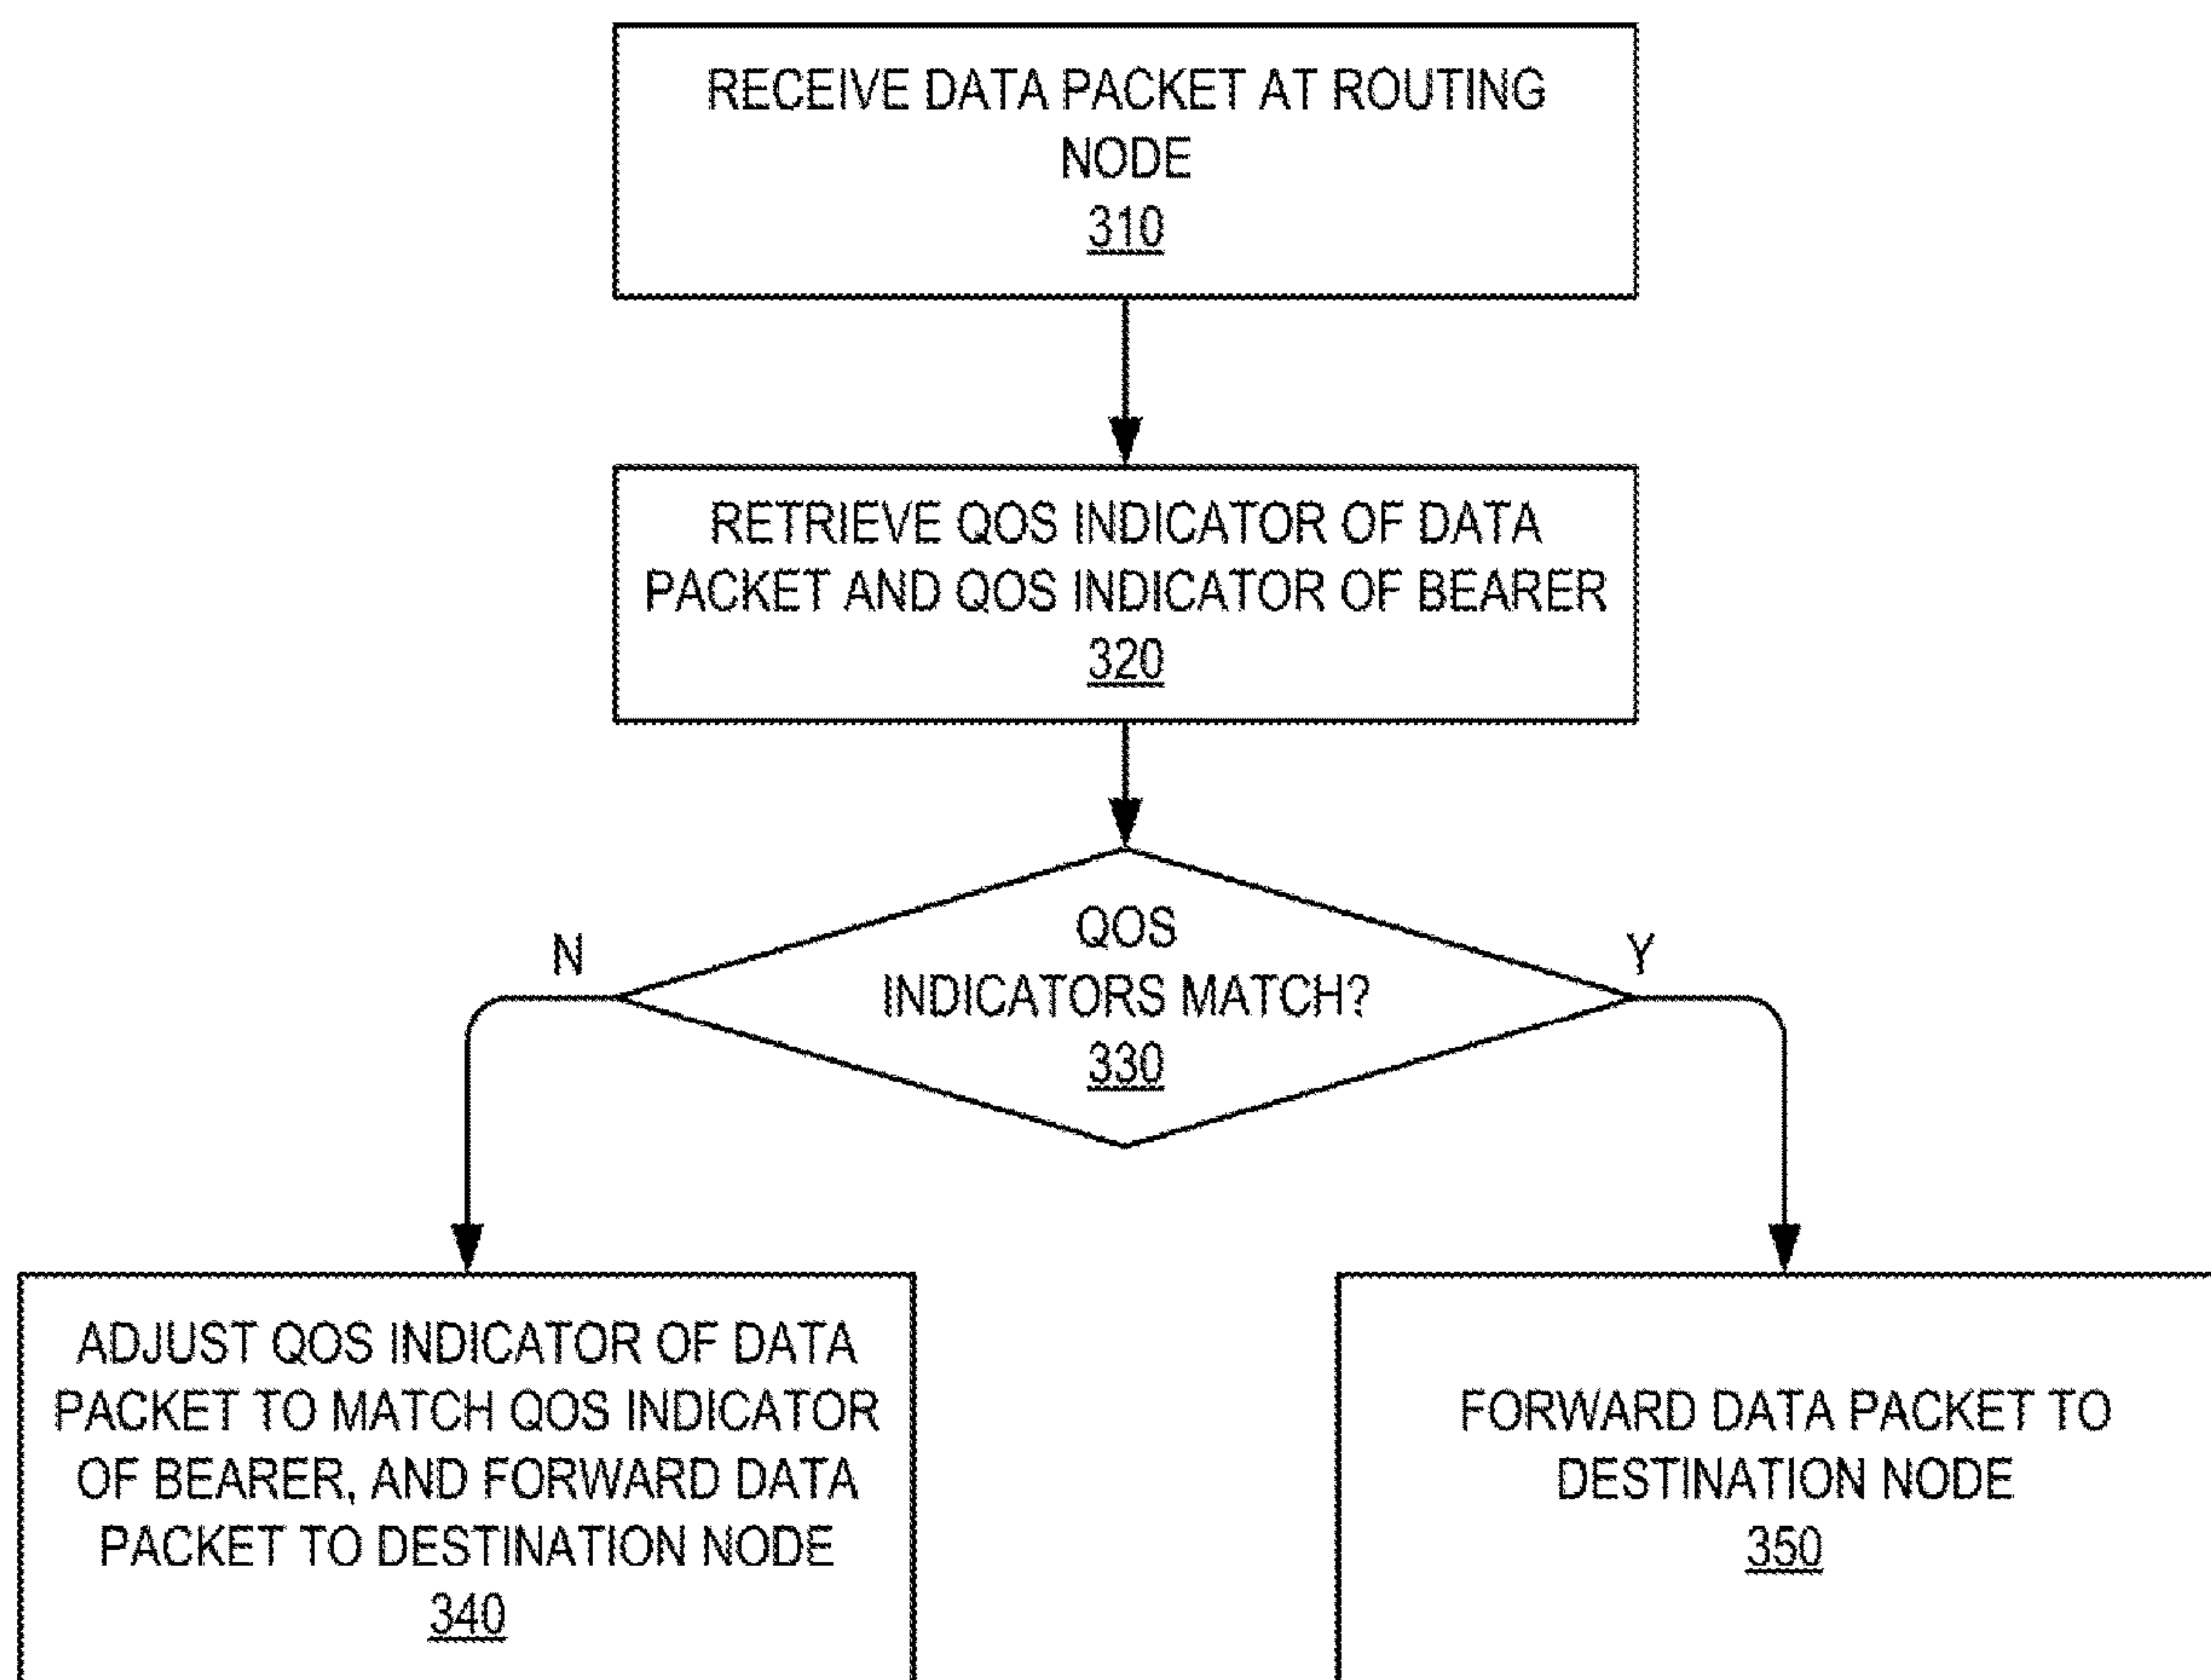 RECEIVE DATA PACKET AT ROUTING
NODE
310
RETRIEVE QOS INDICATOR OF DATA
PACKET AND QOS INDICATOR OF BEARER
320
QOS
INDICATORS MATCH?
330
N
Y
ADJUST QOS INDICATOR OF DATA
PACKET TO MATCH QOS INDICATOR
OF BEARER, AND FORWARD DATA
PACKET TO DESTINATION NODE
340
FORWARD DATA PACKET TO
DESTINATION NODE
350